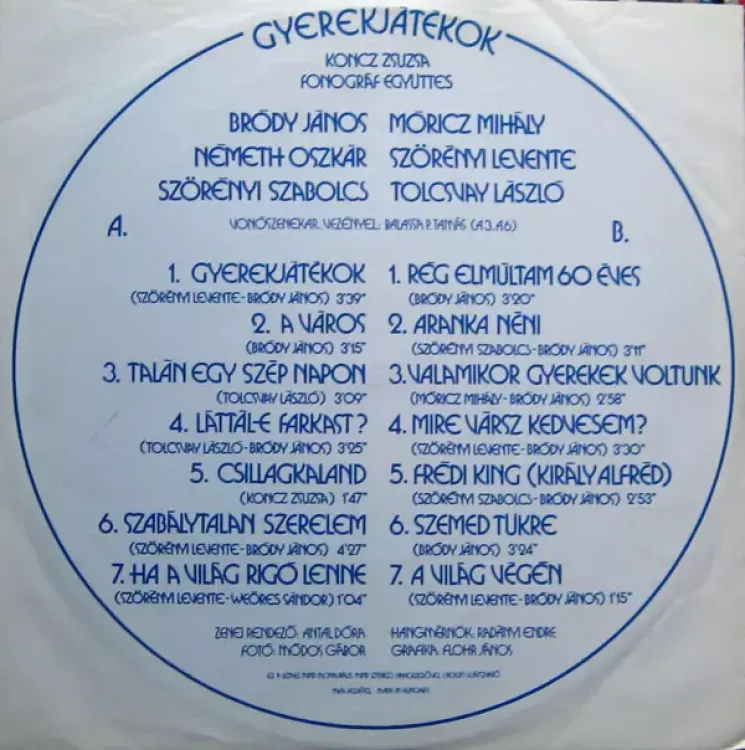 GYEREKJÁTÉKOK
KONCZ ZSUZSA
FONOGRÁF EGYÜTTES
BRÓDY JÁNOS MÓRICZ MIHÁLY
NÉMETH OSZKÁR SZÖRÉNYI LEVENTE
SZÖRÉNYI SZABOLCS TOLCSVAY LÁSZLÓ
VONÓSZENEKAR, VEZÉNYEL: BALASSA P. TAMÁS (A3, A6)
A.
1. GYEREKJÁTÉKOK
(SZÖRÉNYI LEVENTE-BRÓDY JÁNOS) 3'39"
2. A VÁROS
(BRÓDY JÁNOS) 3'15"
3. TALÁN EGY SZÉP NAPON
(TOLCSVAY LÁSZLÓ) 3'09"
4. LÁTTÁL-E FARKAST?
(TOLCSVAY LÁSZLÓ-BRÓDY JÁNOS) 3'25"
5. CSILLAGKALAND
(KONCZ ZSUZSA) 1'47"
6. SZABÁLYTALAN SZERELEM
(SZÖRÉNYI LEVENTE-BRÓDY JÁNOS) 4'27"
7. HA A VILÁG RIGÓ LENNE
(SZÖRÉNYI LEVENTE-WEÖRES SÁNDOR) 1'04"
B.
1. RÉG ELMÚLTAM 60 ÉVES
(BRÓDY JÁNOS) 3'20"
2. ARANKA NÉNI
(SZÖRÉNYI SZABOLCS-BRÓDY JÁNOS) 3'11"
3. VALAMIKOR GYEREKEK VOLTUNK
(MÓRICZ MIHÁLY-BRÓDY JÁNOS) 2'58"
4. MIRE VÁRSZ KEDVESEM?
(SZÖRÉNYI LEVENTE-BRÓDY JÁNOS) 3'30"
5. FRÉDI KING (KIRÁLY ALFRÉD)
(SZÖRÉNYI SZABOLCS-BRÓDY JÁNOS) 2'53"
6. SZEMED TÜKRE
(BRÓDY JÁNOS) 3'24"
7. A VILÁG VÉGÉN
(SZÖRÉNYI LEVENTE-BRÓDY JÁNOS) 1'15"
ZENEI RENDEZŐ: ANTAL DÓRA HANGMÉRNÖK: RADÁNYI ENDRE
FOTÓ: MÓDOS GÁBOR GRAFIKA: FLOHR JÁNOS
MADE IN HUNGARY